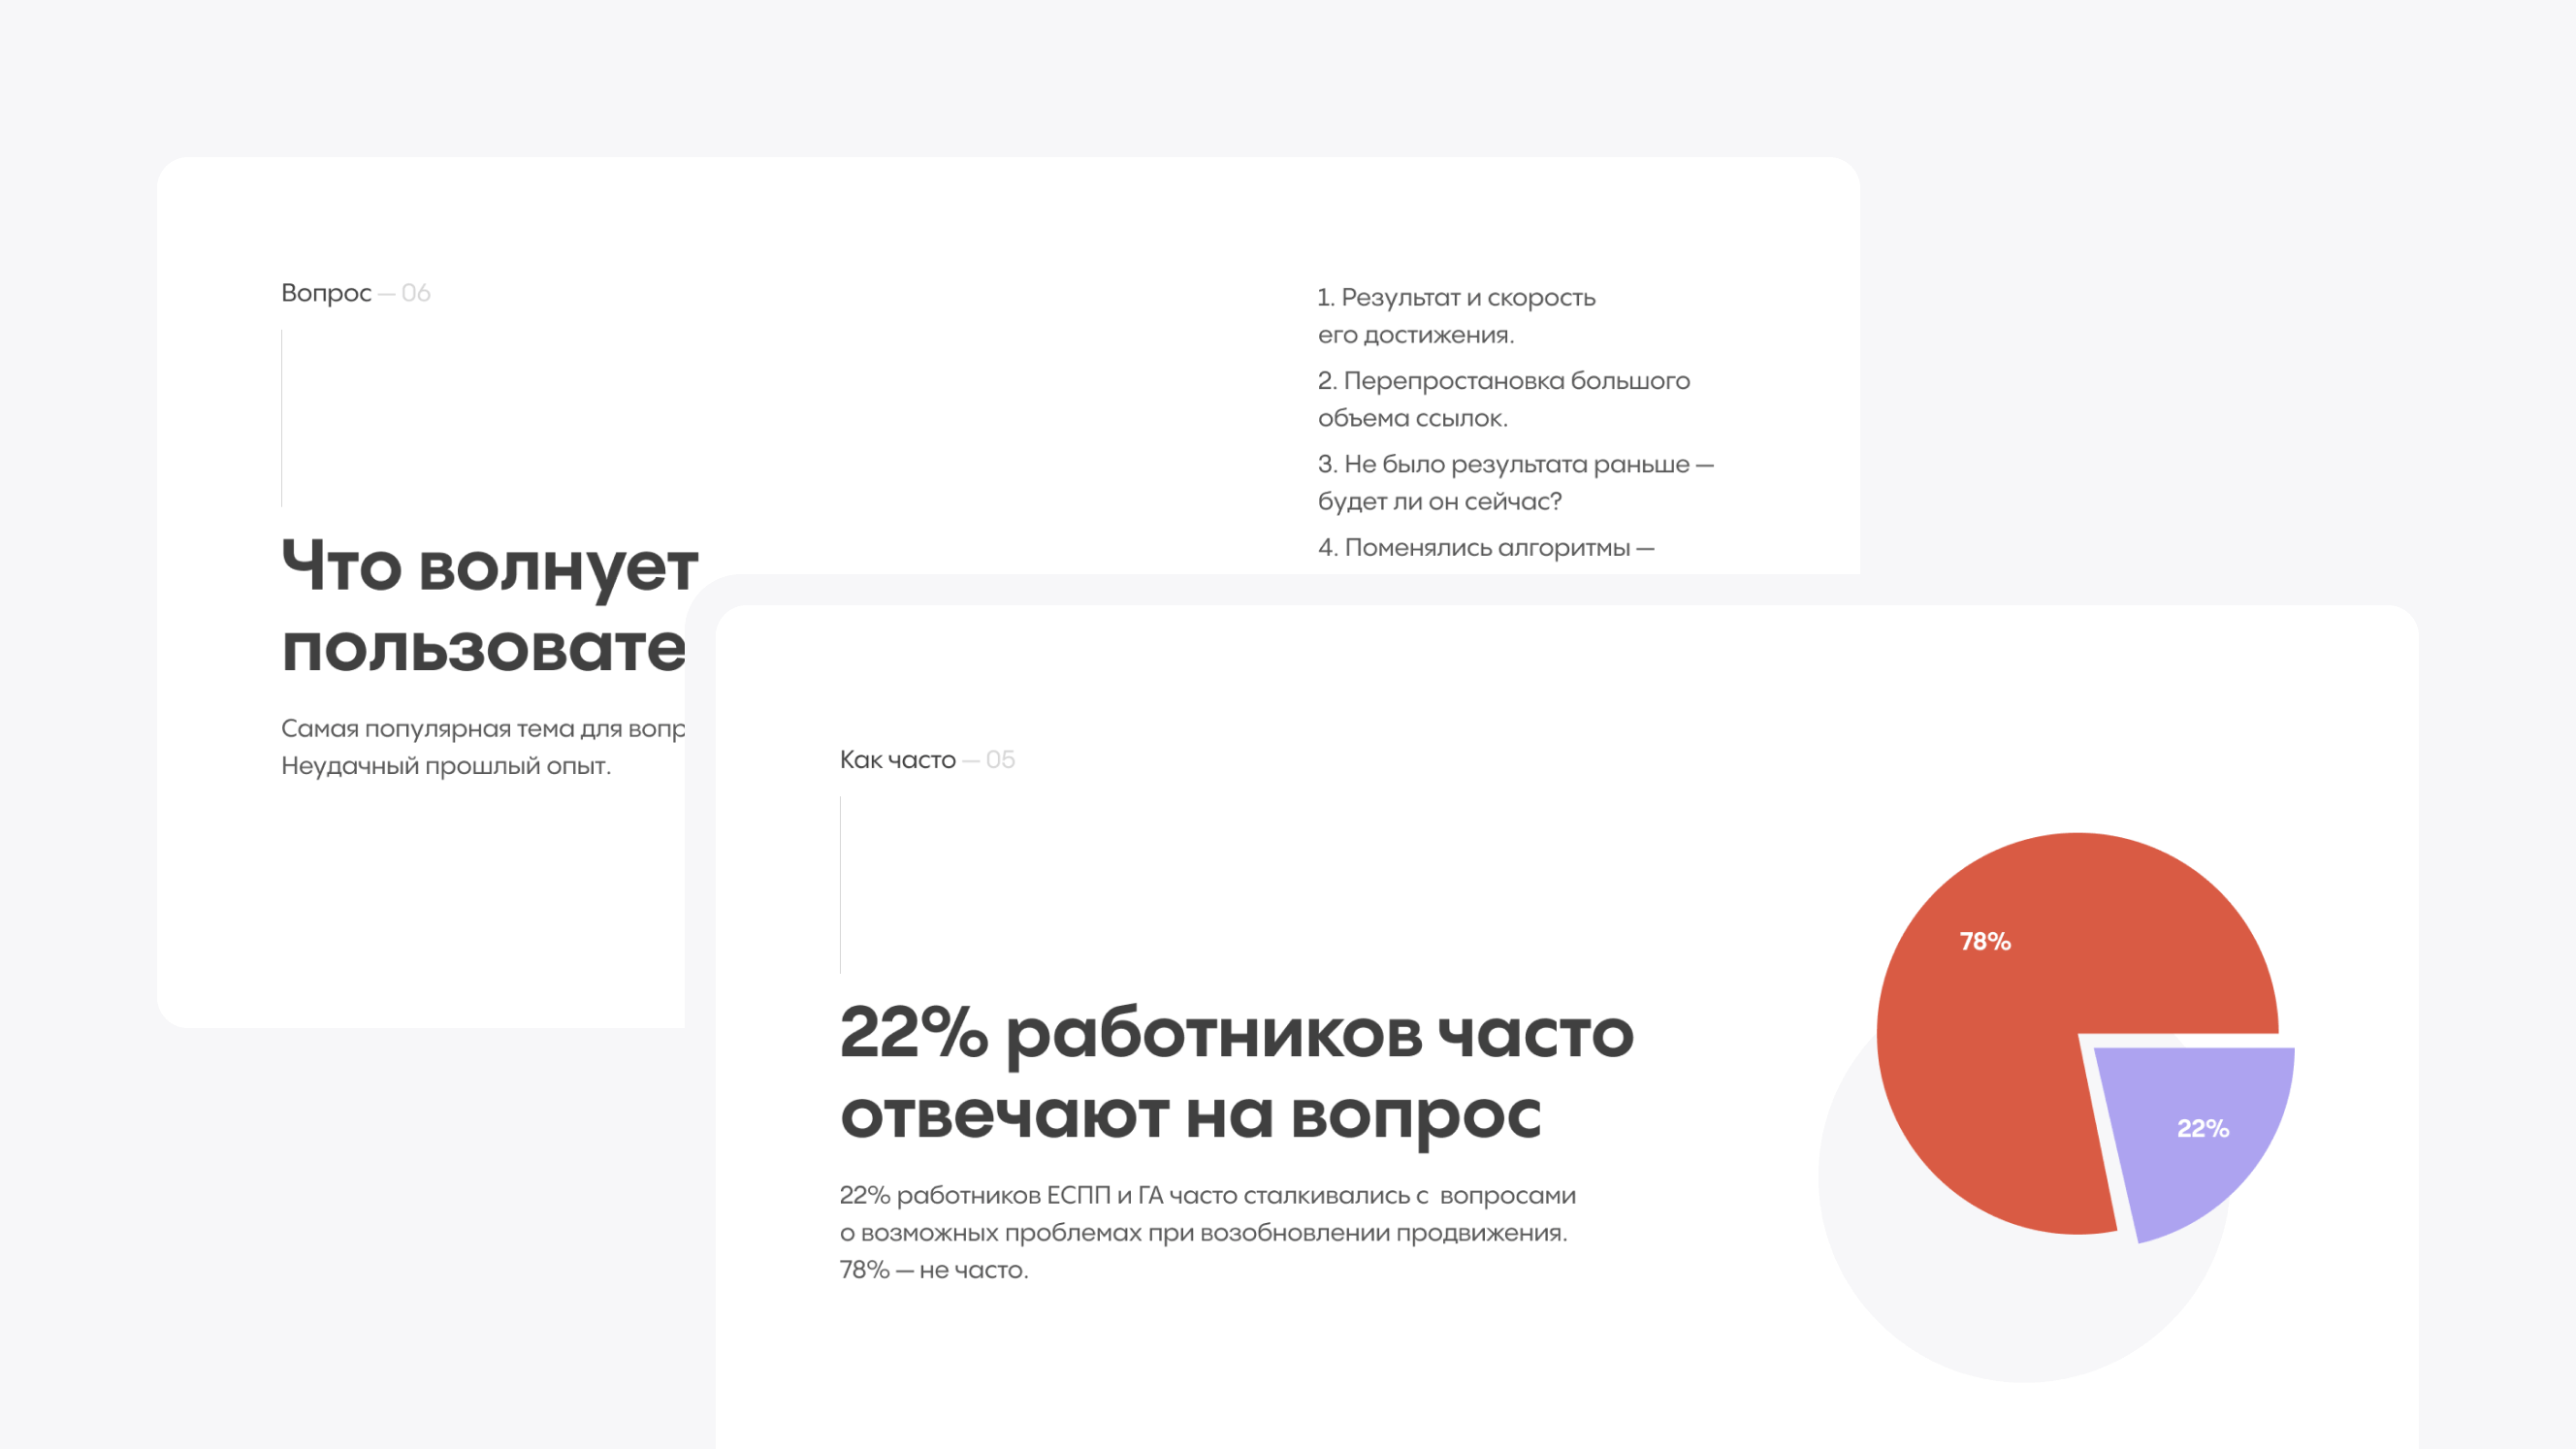 Вопрос — 06
Что волнует
Самая популярная тема для
Неудачный прошлый опыт.
1. Результат и скорость
его достижения.
2. Перепростановка большого
объема ссылок.
3. Не было результата раньше —
будет ли он сейчас?
4. Поменялись алгоритмы —
Как часто — 05
22% работников часто
отвечают на вопрос
22% работников ЕСПП и ГА часто сталкивались с вопросами
о возможных проблемах при возобновлении продвижения.
78% — не часто.
78%
22%